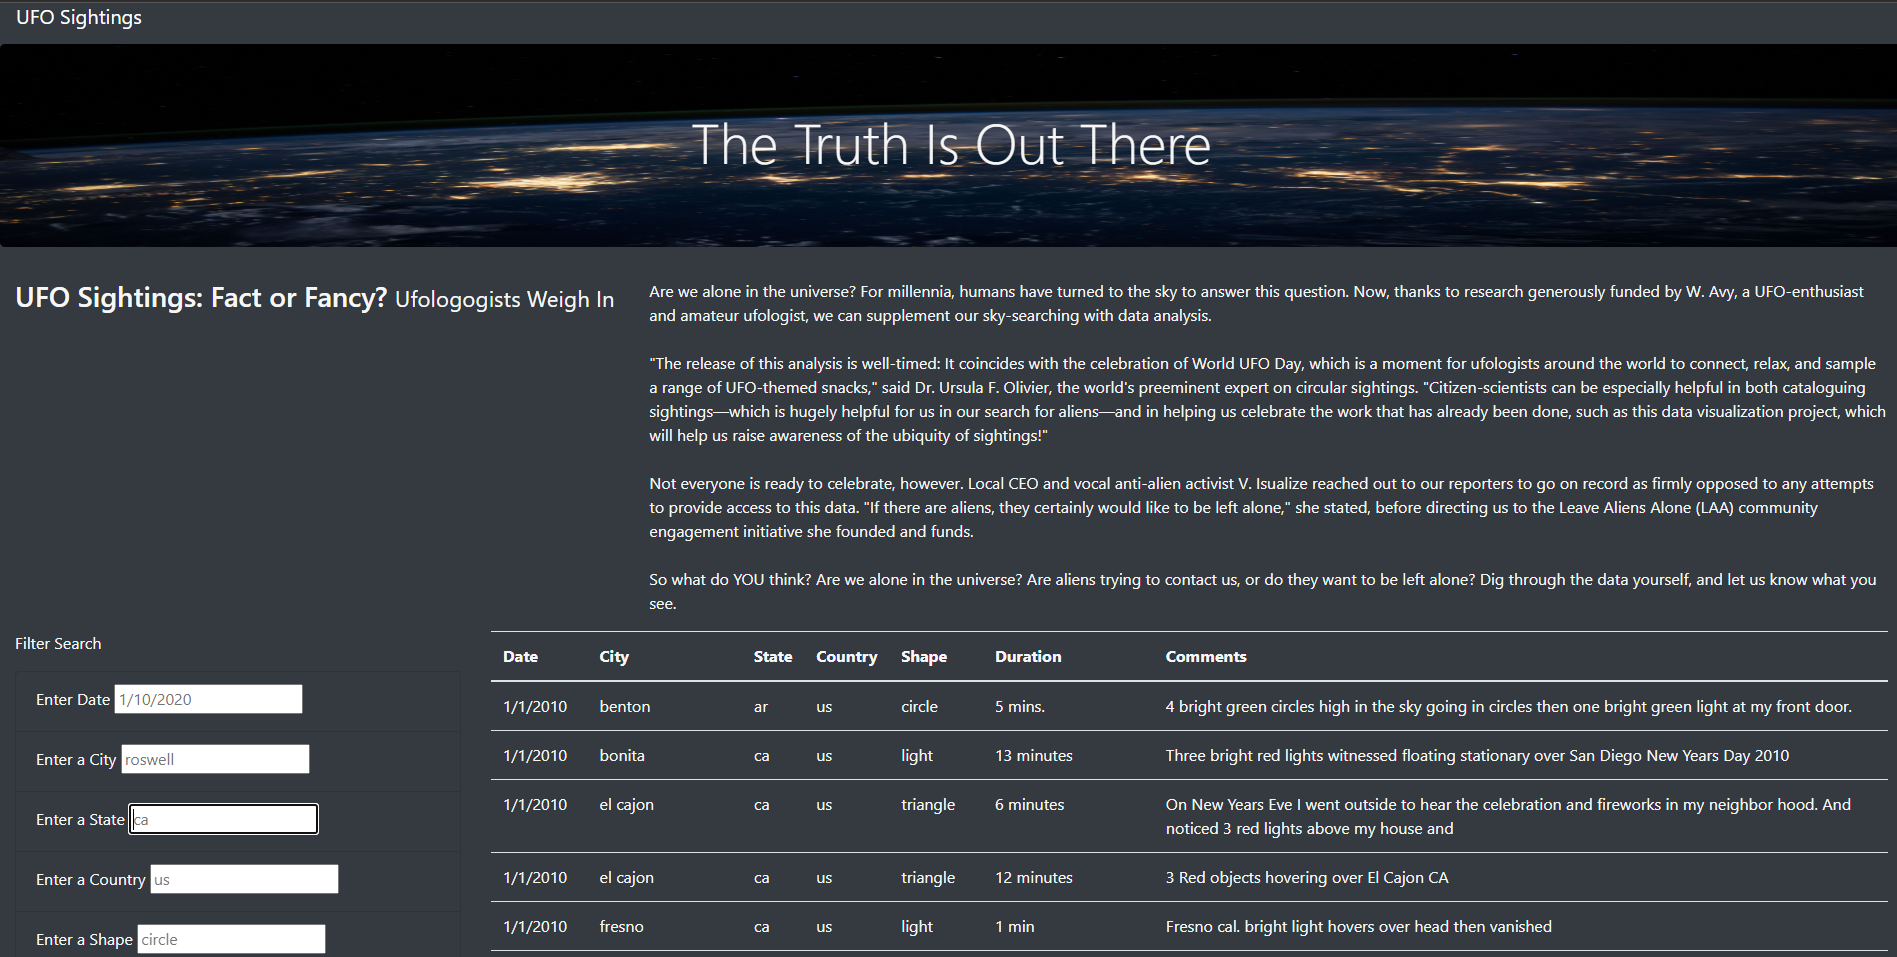 UFO Sightings
The Truth Is Out There
UFO Sightings: Fact or Fancy? Ufologogists Weigh In
Are we alone in the universe? For millennia, humans have turned to the sky to answer this question. Now, thanks to research generously funded by W. Avy, a UFO-enthusiast
and amateur ufologist, we can supplement our sky-searching with data analysis.
"The release of this analysis is well-timed: It coincides with the celebration of World UFO Day, which is a moment for ufologists around the world to connect, relax, and sample
a range of UFO-themed snacks," said Dr. Ursula F. Olivier, the world's preeminent expert on circular sightings. "Citizen-scientists can be especially helpful in both cataloguing
sightings—which is hugely helpful for us in our search for aliens—and in helping us celebrate the work that has already been done, such as this data visualization project, which
will help us raise awareness of the ubiquity of sightings!"
Not everyone is ready to celebrate, however. Local CEO and vocal anti-alien activist V. Isualize reached out to our reporters to go on record as firmly opposed to any attempts
to provide access to this data. "If there are aliens, they certainly would like to be left alone," she stated, before directing us to the Leave Aliens Alone (LAA) community
engagement initiative she founded and funds.
So what do YOU think? Are we alone in the universe? Are aliens trying to contact us, or do they want to be left alone? Dig through the data yourself, and let us know what you
see.
Filter Search
Enter Date 1/10/2020
Enter a City roswell
Enter a State ca
Enter a Country us
Enter a Shape circle
Date City State Country Shape Duration Comments
1/1/2010 benton ar us circle 5 mins. 4 bright green circles high in the sky going in circles then one bright green light at my front door.
1/1/2010 bonita ca us light 13 minutes Three bright red lights witnessed floating stationary over San Diego New Years Day 2010
1/1/2010 el cajon ca us triangle 6 minutes On New Years Eve I went outside to hear the celebration and fireworks in my neighbor hood. And
noticed 3 red lights above my house and
1/1/2010 el cajon ca us triangle 12 minutes 3 Red objects hovering over El Cajon CA
1/1/2010 fresno ca us light 1 min Fresno cal. bright light hovers over head then vanished